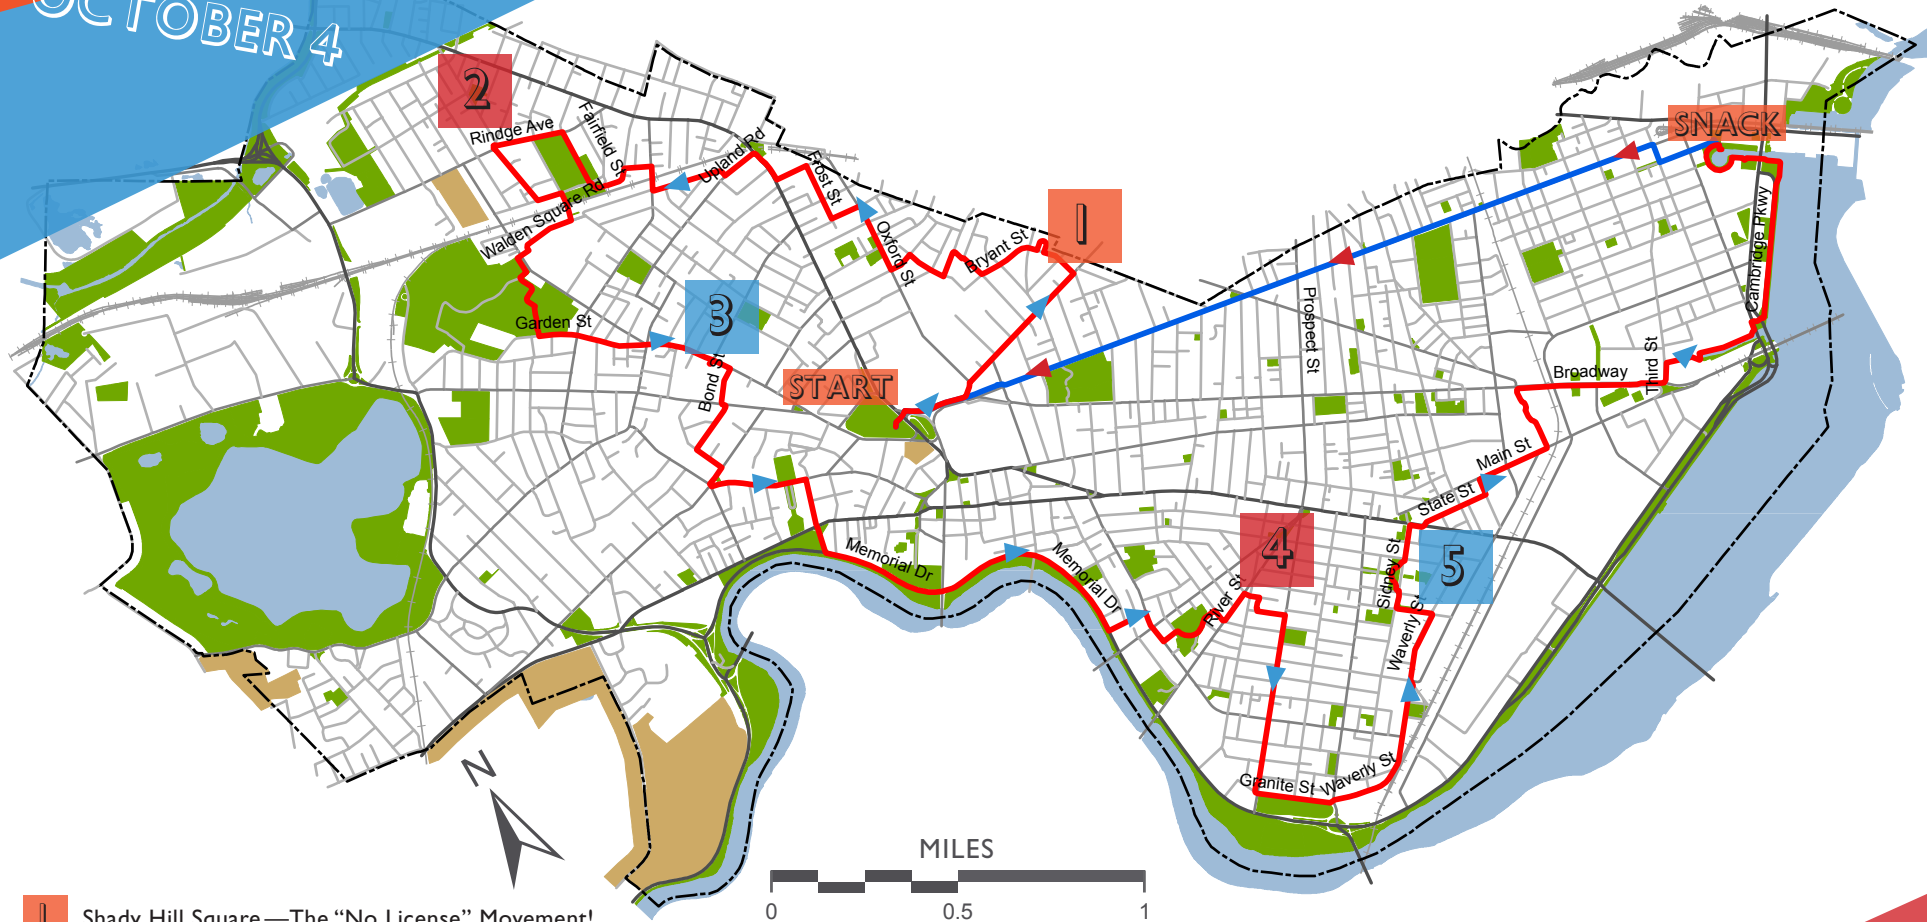 OCTOBER 4
2
Rindge Ave
Fairfield St
Upland Rd
Walden Square Rd
Frost St
Oxford St
Bryant St
1
SNACK
Cambridge Pkwy
Prospect St
3
Garden St
Bond St
START
Third St
Broadway
Main St
State St
Memorial Dr
Memorial Dr
River St
4
Sidney St
5
Waverly St
Granite St
Waverly St
N
MILES
0 0.5 1
1 Shady Hill Square—The “No License” Movement!